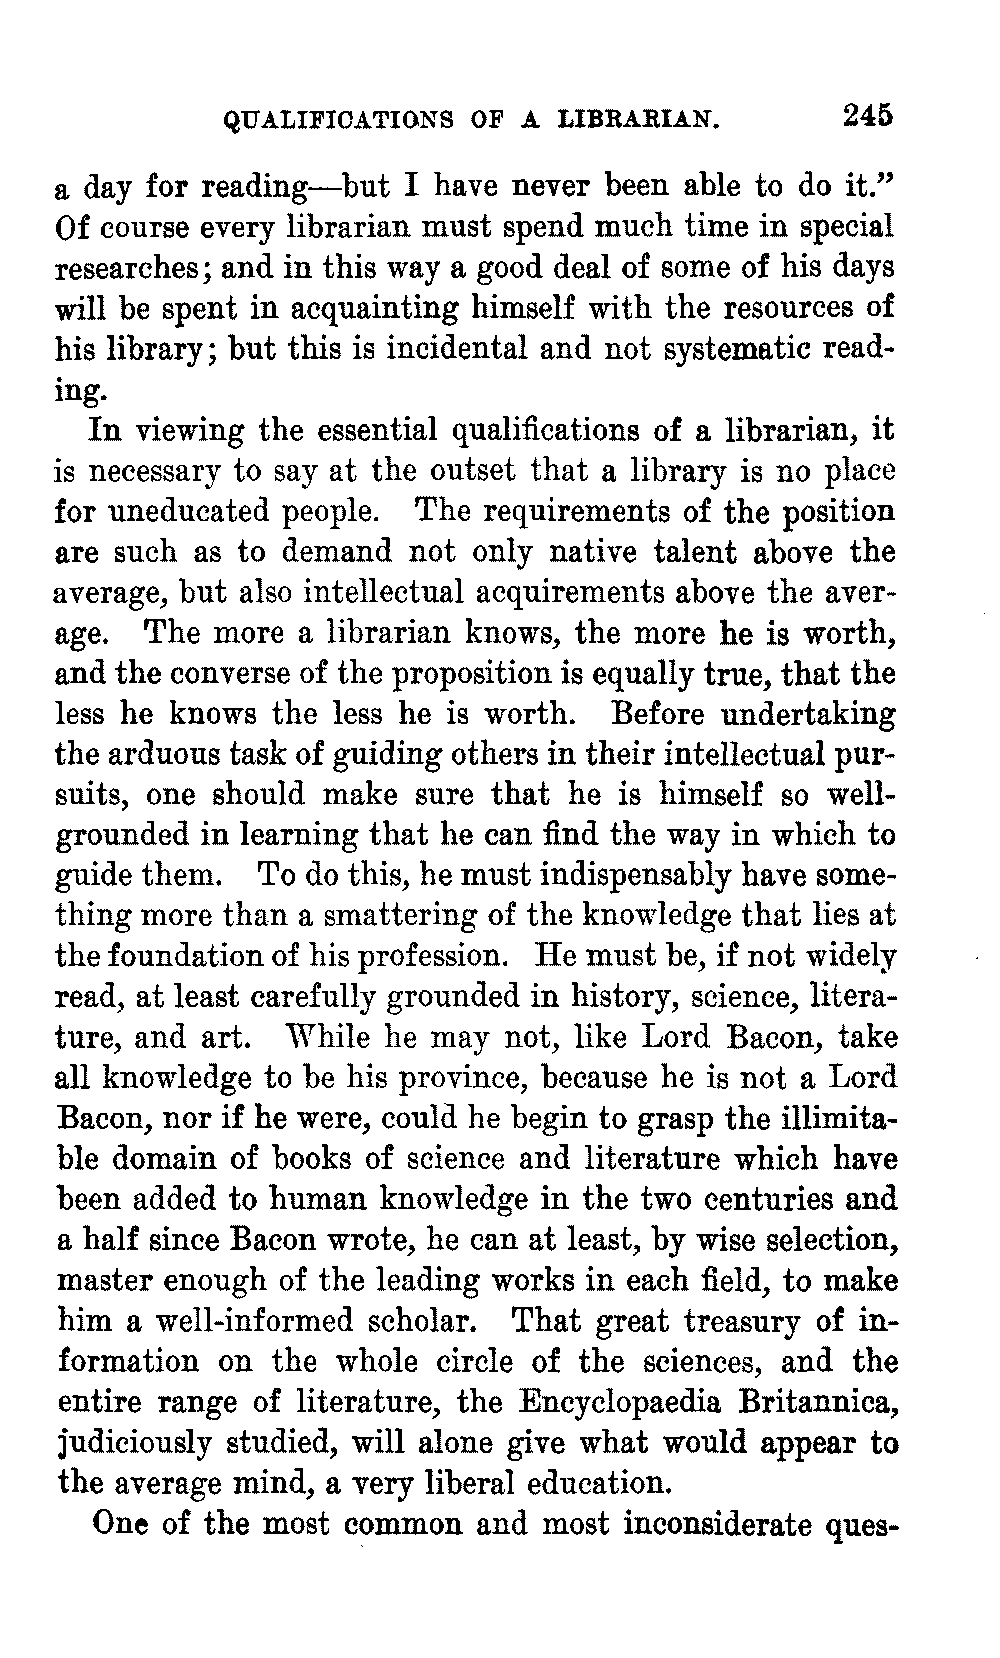 QUALIFICATIONS OF A LIBRARIAN. 245
a day for reading—but I have never been able to do it.”
Of course every librarian must spend much time in special
researches; and in this way a good deal of some of his days
will be spent in acquainting himself with the resources of
his library; but this is incidental and not systematic read-
ing.
In viewing the essential qualifications of a librarian, it
is necessary to say at the outset that a library is no place
for uneducated people. The requirements of the position
are such as to demand not only native talent above the
average, but also intellectual acquirements above the aver-
age. The more a librarian knows, the more he is worth,
and the converse of the proposition is equally true, that the
less he knows the less he is worth. Before undertaking
the arduous task of guiding others in their intellectual pur-
suits, one should make sure that he is himself so well-
grounded in learning that he can find the way in which to
guide them. To do this, he must indispensably have some-
thing more than a smattering of the knowledge that lies at
the foundation of his profession. He must be, if not widely
read, at least carefully grounded in history, science, litera-
ture, and art. While he may not, like Lord Bacon, take
all knowledge to be his province, because he is not a Lord
Bacon, nor if he were, could he begin to grasp the illimita-
ble domain of books of science and literature which have
been added to human knowledge in the two centuries and
a half since Bacon wrote, he can at least, by wise selection,
master enough of the leading works in each field, to make
him a well-informed scholar. That great treasury of in-
formation on the whole circle of the sciences, and the
entire range of literature, the Encyclopaedia Britannica,
judiciously studied, will alone give what would appear to
the average mind, a very liberal education.
One of the most common and most inconsiderate ques-